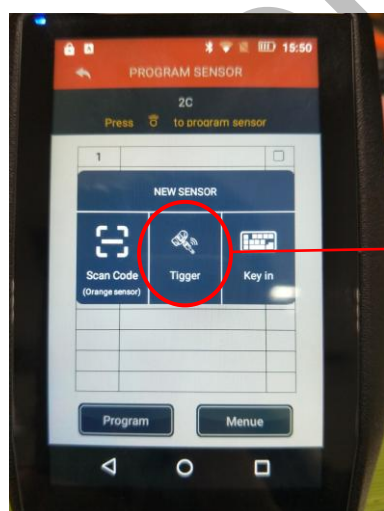 15:50
PROGRAM SENSOR
2C
Press to program sensor
1
NEW SENSOR
Scan Code Tigger Key in
(Orange sensor)
Program Menue